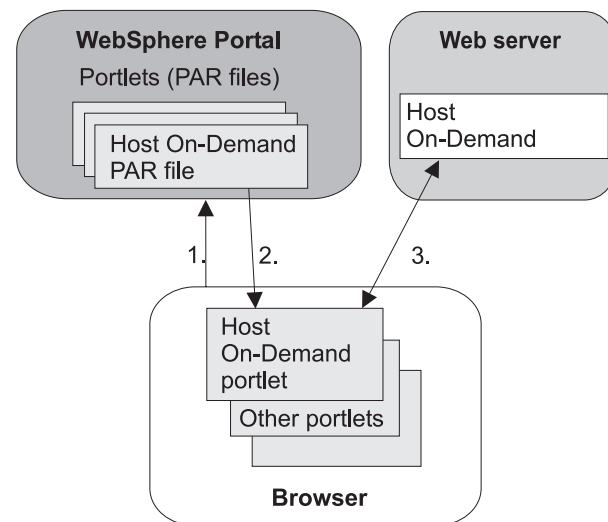 WebSphere Portal
Portlets (PAR files)
Host On-Demand
PAR file
Web server
Host
On-Demand
1.
2.
3.
Host
On-Demand
portlet
Other portlets
Browser